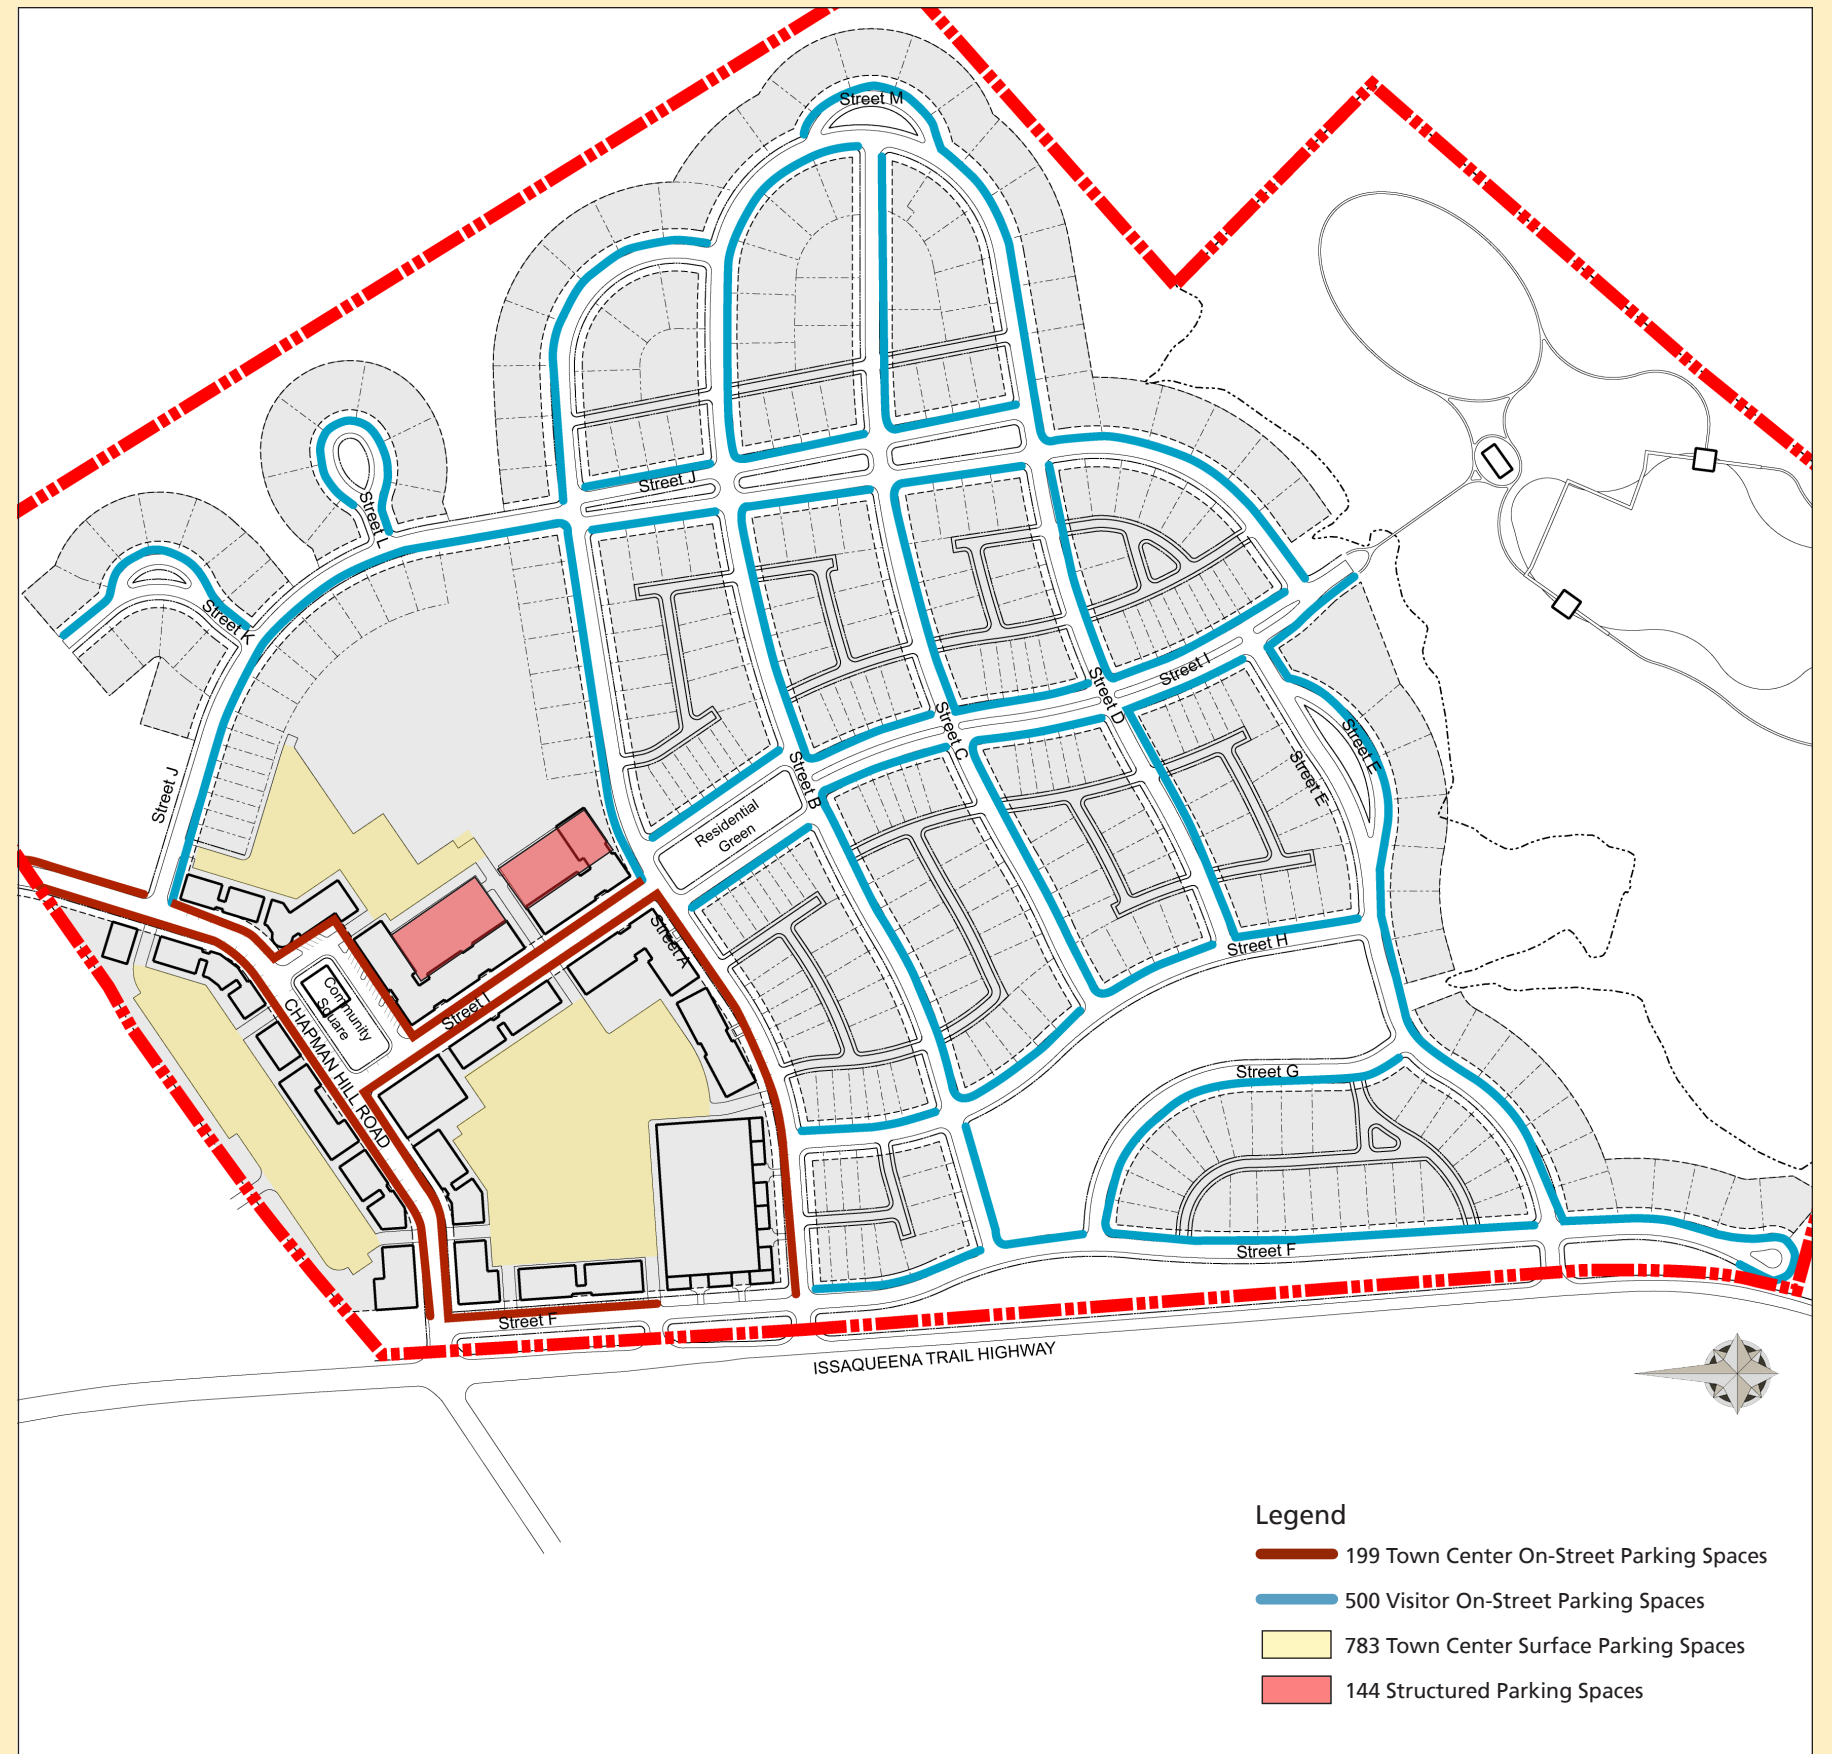 Street M
Street J
Street L
Street K
Street J
Street I
Street D
Street C
Street B
Residential
Green
Street E
Street E
Street A
Street H
Street I
Community
Square
CHAPMAN HILL ROAD
Street G
Street F
Street F
ISSAQUEENA TRAIL HIGHWAY
Legend
199 Town Center On-Street Parking Spaces
500 Visitor On-Street Parking Spaces
783 Town Center Surface Parking Spaces
144 Structured Parking Spaces